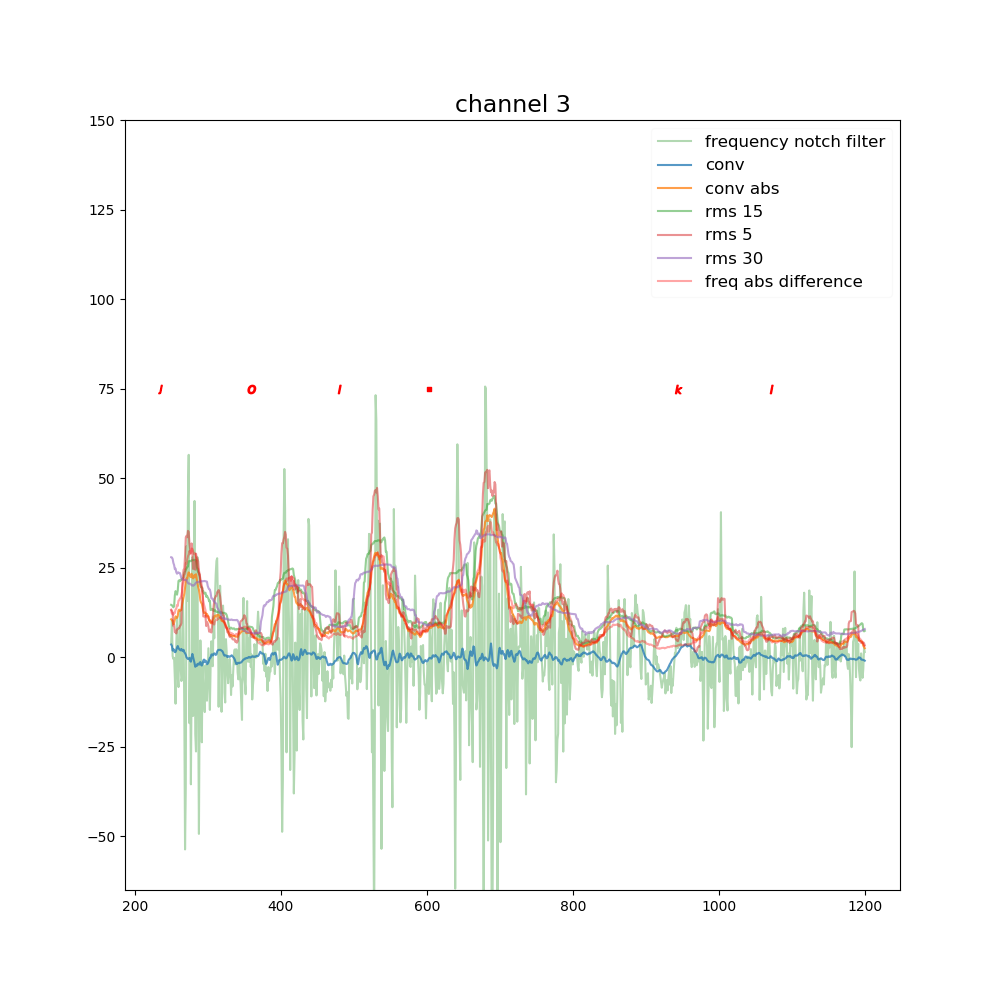 channel 3
150
125
100
75
50
25
0
−25
−50
frequency notch filter
conv
conv abs
rms 15
rms 5
rms 30
freq abs difference
J O l ▪ k l
200 400 600 800 1000 1200